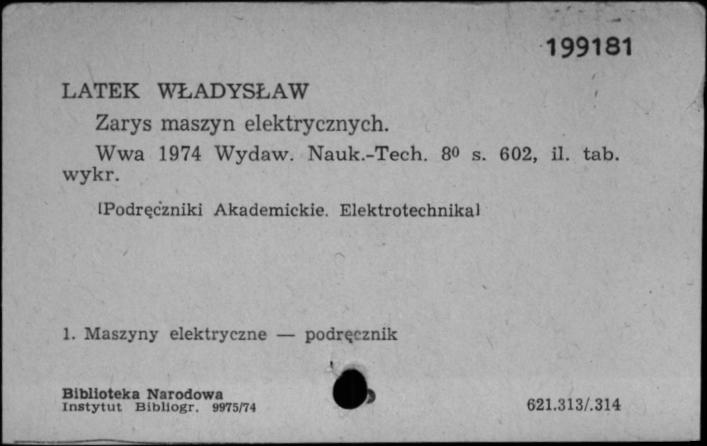 199181
LATEK WŁADYSŁAW
Zarys maszyn elektrycznych.
Wwa 1974 Wydaw. Nauk.-Tech. 8º s. 602, il. tab.
wykr.
[Podręczniki Akademickie. Elektrotechnika]
1. Maszyny elektryczne — podręcznik
Biblioteka Narodowa
Instytut Bibliogr. 9975/74
621.313/.314